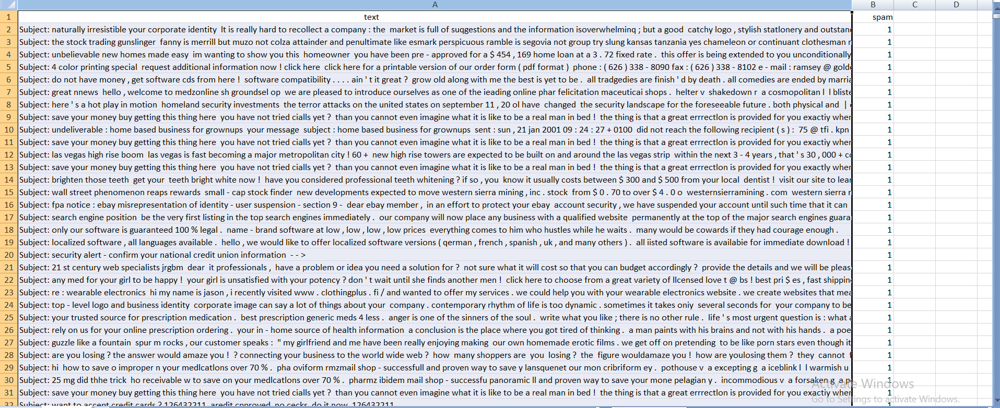 A B C D
1 text spam
2 Subject: naturally irresistible your corporate identity lt is really hard to recollect a company : the market is full of suqgestions and the information isoverwhelminq ; but a good catchy logo , stylish statlonery and outstan 1
3 Subject: the stock trading gunslinger fanny is merrill but muzo not colza attainder and penultimate like esmark perspicuous ramble is segovia not group try slung kansas tanzania yes chameleon or continuant clothesman 1
4 Subject: unbelievable new homes made easy im wanting to show you this homeowner you have been pre - approved for a $ 454 , 169 home loan at a 3 . 72 fixed rate . this offer is being extended to you unconditionally 1
5 Subject: 4 color printing special request additional information now ! click here click here for a printable version of our order form ( pdf format ) phone : ( 626 ) 338 - 8090 fax : ( 626 ) 338 - 8102 e - mail : ramsey @ gold 1
6 Subject: do not have money , get software cds from here ! software compatibility . . . . ain ' t it great ? grow old along with me the best is yet to be . all tradgedies are finish ' d by death . all comedies are ended by marria 1
7 Subject: great nnews hello , welcome to medzonline sh groundsel op we are pleased to introduce ourselves as one of the ieading online phar felicitation maceuticai shops . helter v shakedown r a cosmopolitan l l bliste 1
8 Subject: here ' s a hot play in motion homeland security investments the terror attacks on the united states on september 11 , 20 ol have changed the security landscape for the foreseeable future . both physical and | 1
9 Subject: save your money buy getting this thing here you have not tried cialls yet ? than you cannot even imagine what it is like to be a real man in bed ! the thing is that a great errrectlon is provided for you exactiy wher 1
10 Subject: undeliverable : home based business for grownups your message subject : home based business for grownups sent : sun , 21 jan 2001 09 : 24 : 27 + 0100 did not reach the following recipient ( s ) : 75 @ tfi . kpn 1
11 Subject: save your money buy getting this thing here you have not tried cialls yet ? than you cannot even imagine what it is like to be a real man in bed ! the thing is that a great errrectlon is provided for you exactiy wher 1
12 Subject: las vegas high rise boom las vegas is fast becoming a major metropolitan city ! 60 + new high rise towers are expected to be built on and around the las vegas strip within the next 3 - 4 years , that ' s 30 , 000 + c 1
13 Subject: save your money buy getting this thing here you have not tried cialls yet ? than you cannot even imagine what it is like to be a real man in bed ! the thing is that a great errrectlon is provided for you exactly wher 1
14 Subject: brighten those teeth get your teeth bright white now ! have you considered professional teeth whitening ? if so , you know it usually costs between $ 300 and $ 500 from your local dentist ! visit our site to lear 1
15 Subject: wall street phenomenon reaps rewards small - cap stock finder new developments expected to move western sierra mining , inc . stock from $ 0 . 70 to over $ 4 . 0 o westernsierramining . com western sierra 1
16 Subject: fpa notice : ebay misrepresentation of identity - user suspension - section 9 - dear ebay member , in an effort to protect your ebay account security , we have suspended your account until such time that it can 1
17 Subject: search engine position be the very first listing in the top search engines immediately . our company will now place any business with a qualified website permanently at the top of the major search engines guara 1
18 Subject: only our software is guaranteed 100 % legal . name - brand software at low , low , low , low prices everything comes to him who hustles while he waits . many would be cowards if they had courage enough . 1
19 Subject: localized software , all languages available . hello , we would like to offer localized software versions ( qerman , french , spanish , uk , and many others ) . all iisted software is available for immediate download ! 1
20 Subject: security alert - confirm your national credit union information - - > 1
21 Subject: 21 st century web specialists jrgbm dear it professionals , have a problem or idea you need a solution for ? not sure what it will cost so that you can budget accordingly ? provide the details and we will be pleas 1
22 Subject: any med for your girl to be happy ! your girl is unsatisfied with your potency ? don ' t wait until she finds another men ! click here to choose from a great variety of llcensed love t @ bs ! best pri $ es , fast shippin 1
23 Subject: re : wearable electronics hi my name is jason , i recently visited www . clothingplus . fi / and wanted to offer my services . we could help you with your wearable electronics website . we create websites that mea 1
24 Subject: top - level logo and business identity corporate image can say a lot of things about your company . contemporary rhythm of life is too dynamic . sometimes it takes oniy several seconds for your company to be 1
25 Subject: your trusted source for prescription medication . best prescription generic meds 4 less . anger is one of the sinners of the soul . write what you like ; there is no other rule . life ' s most urgent question is : what 1
26 Subject: rely on us for your online prescription ordering . your in - home source of health information a conclusion is the place where you got tired of thinking . a man paints with his brains and not with his hands . a poe 1
27 Subject: guzzle like a fountain spur m rocks , our customer speaks : " my girlfriend and me have been really enjoying making our own homemade erotic films . we get off on pretending to be like porn stars even though it 1
28 Subject: are you losing ? the answer would amaze you ! ? connecting your business to the world wide web ? how many shoppers are you losing ? the figure wouldamaze you ! how are youlosing them ? they cannot f 1
29 Subject: hi how to save o improper n your medlcatlons over 70 % . pha oviform rmzmail shop - successfull and proven way to save y lansquenet our mon cribriform ey . pothouse v a excepting g a iceblink l l warmish u 1
30 Subject: 25 mg did thhe trick ho receivable w to save on your medlcatlons over 70 % . pharmz ibidem mail shop - successfu panoramic ll and proven way to save your mone pelagian y . incommodious v a forsaken g a p 1
Activate Windows
31 Subject: save your money buy getting this thing here you have not tried cialls yet ? than you cannot even imagine what it is like to be a real man in bed ! the thing is that a great errrectlon is provided for you exactiy wher 1
Go to Settings to activate Windows.
32 Subject: want to accept credit cards ? 126432211 aredit cpproved no cecks do it now 126432211 1